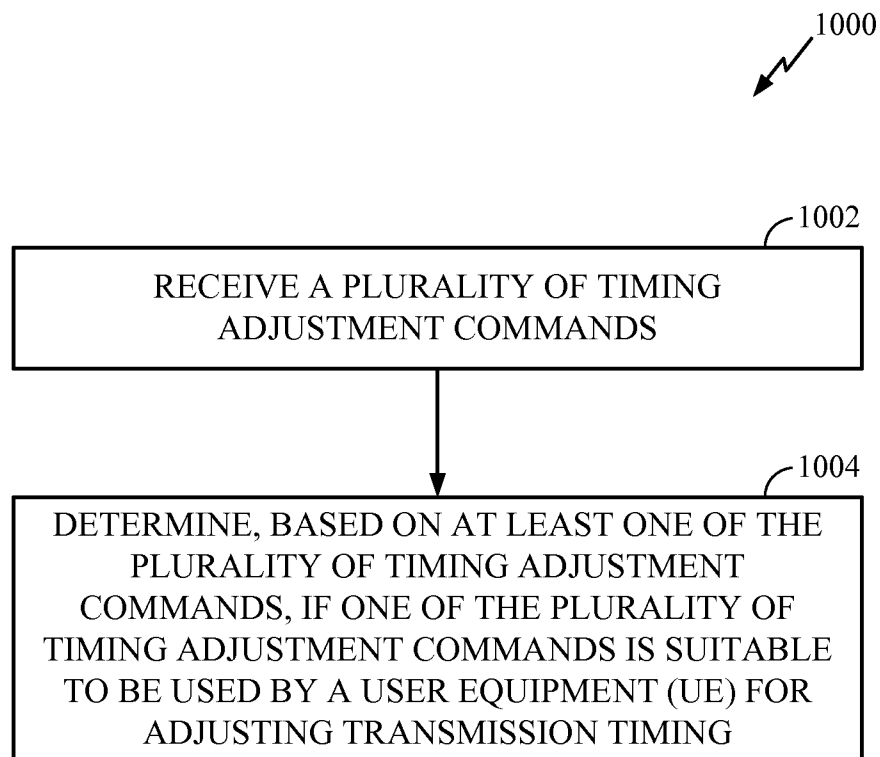 1000
1002
RECEIVE A PLURALITY OF TIMING
ADJUSTMENT COMMANDS
1004
DETERMINE, BASED ON AT LEAST ONE OF THE
PLURALITY OF TIMING ADJUSTMENT
COMMANDS, IF ONE OF THE PLURALITY OF
TIMING ADJUSTMENT COMMANDS IS SUITABLE
TO BE USED BY A USER EQUIPMENT (UE) FOR
ADJUSTING TRANSMISSION TIMING